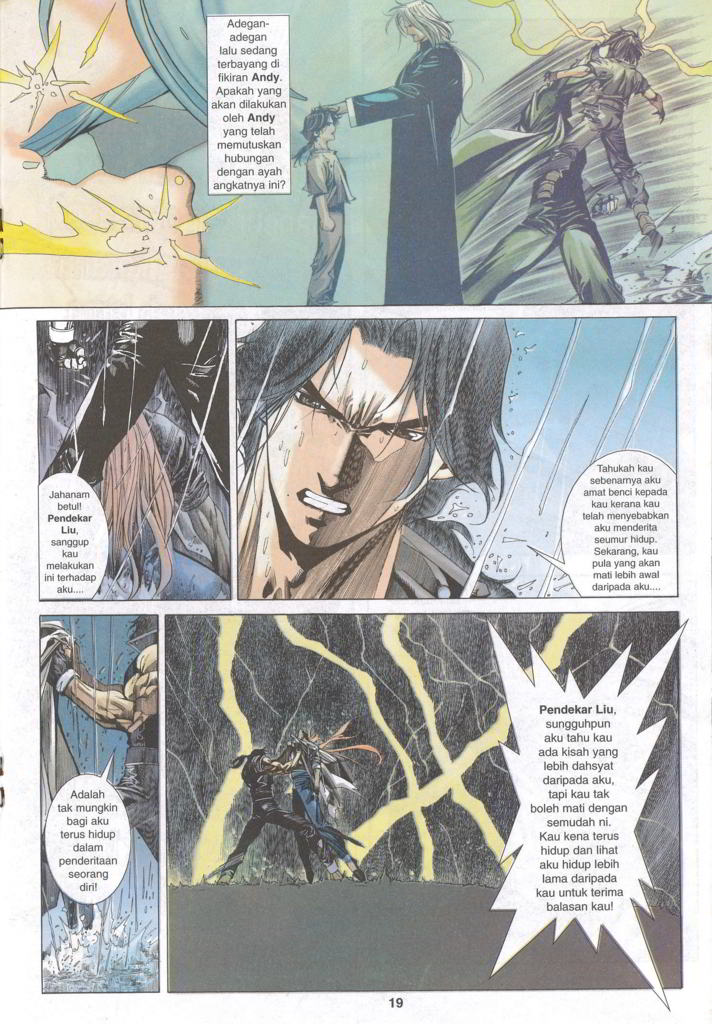 Adegan-
adegan
lalu sedang
terbayang di
fikiran Andy.
Apakah yang
akan dilakukan
oleh Andy
yang telah
memutuskan
hubungan
dengan ayah
angkatnya ini?
Jahanam
betul!
Pendekar
Liu,
sanggup
kau
melakukan
ini terhadap
aku....
Tahukah kau
sebenarnya aku
amat benci kepada
kau kerana kau
telah menyebabkan
aku menderita
seumur hidup.
Sekarang, kau
pula yang akan
mati lebih awal
daripada aku....
Adalah
tak mungkin
bagi aku
terus hidup
dalam
penderitaan
seorang
diri!
Pendekar Liu,
sungguhpun
aku tahu kau
ada kisah yang
lebih dahsyat
daripada aku,
tapi kau tak
boleh mati dengan
semudah ni.
Kau kena terus
hidup dan lihat
aku hidup lebih
lama daripada
kau untuk terima
balasan kau!
19